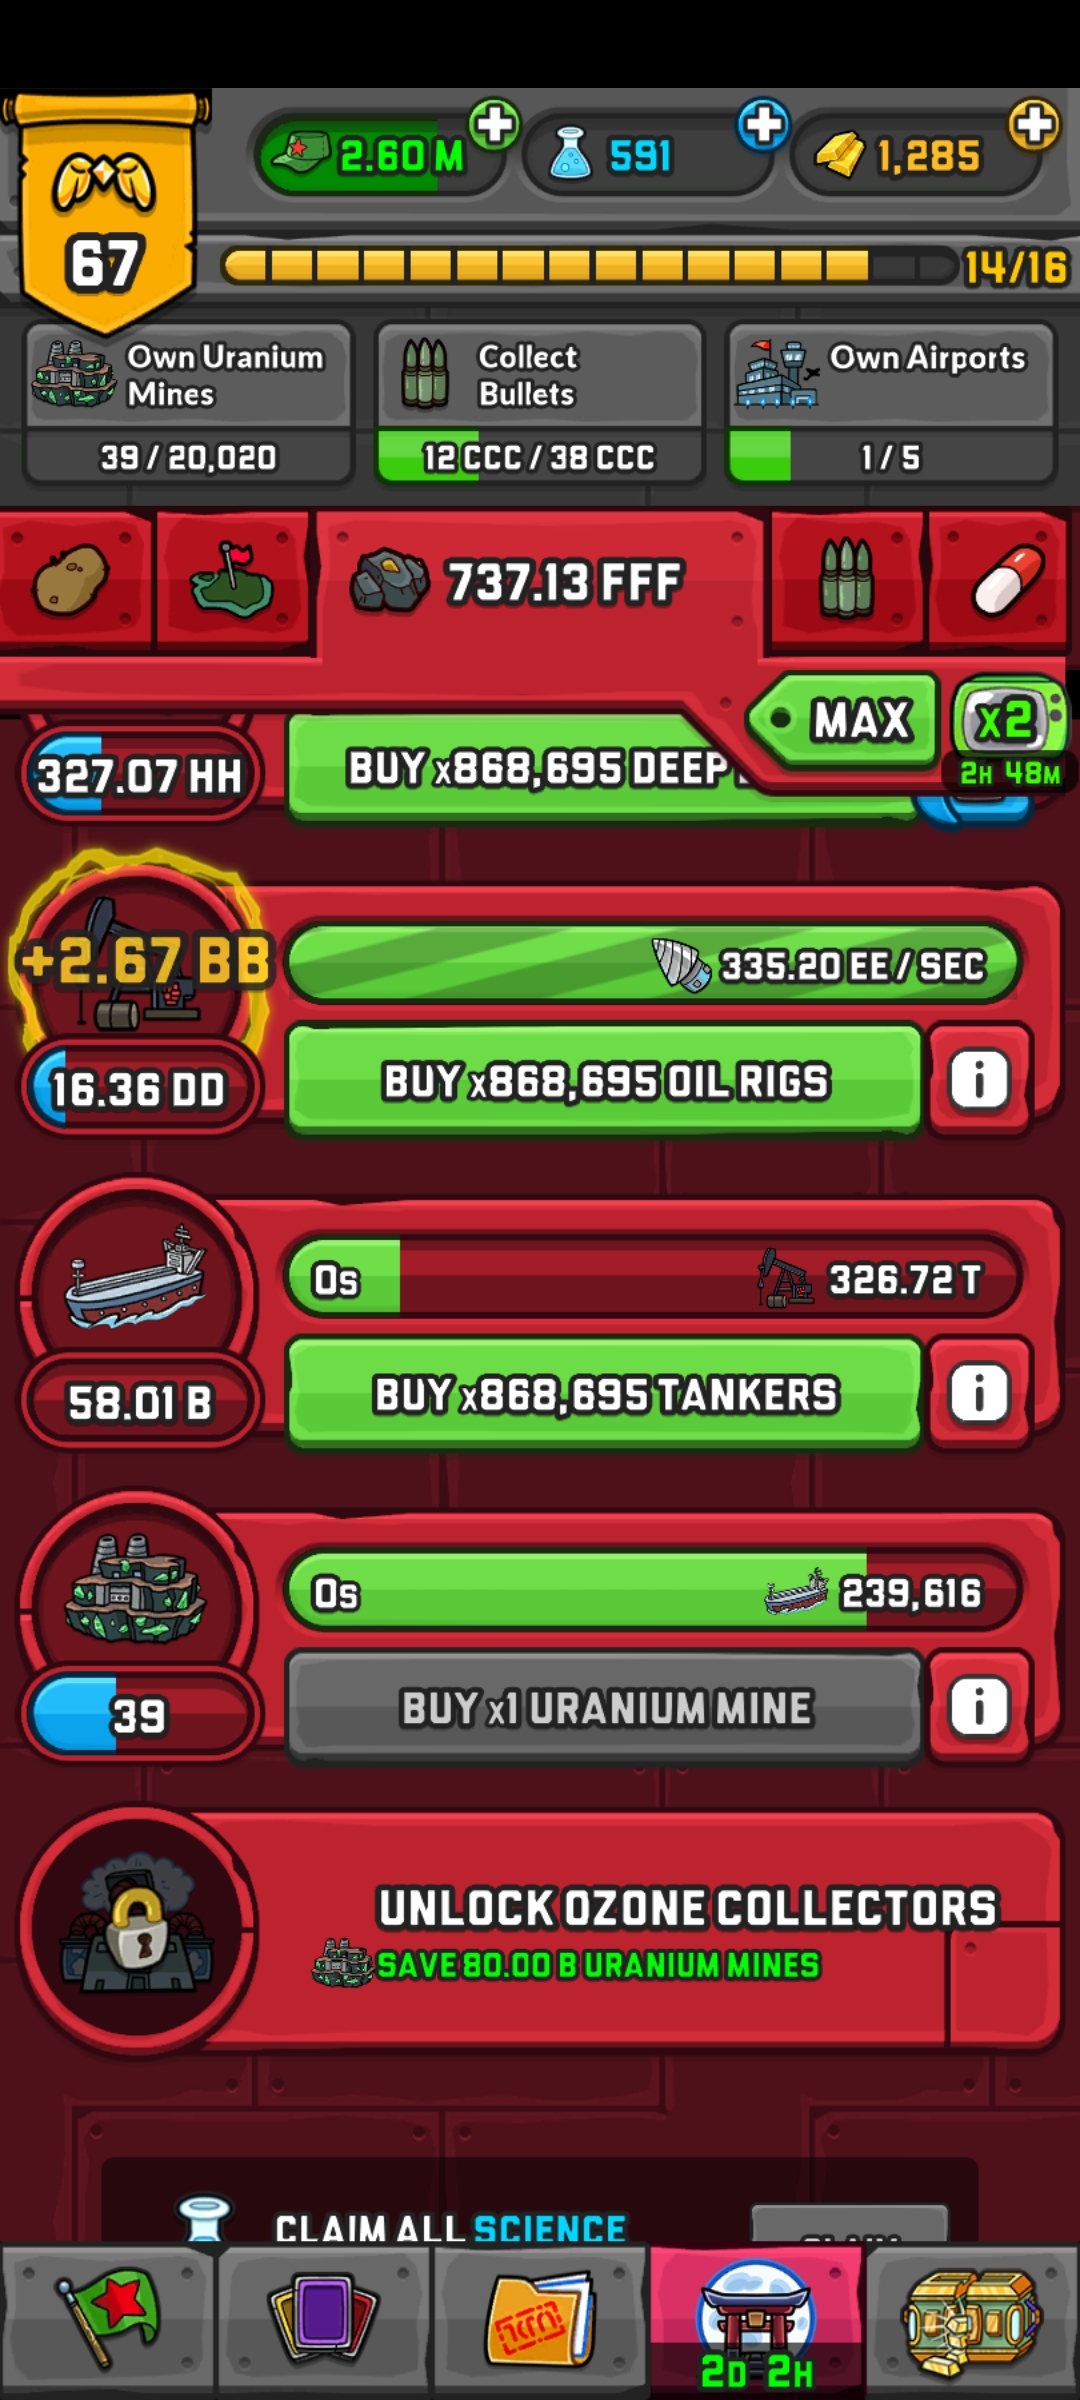 2.60 M
591
1,285
67
14/16
Own Uranium
Mines
39 / 20,020
Collect
Bullets
12 CCC / 38 CCC
Own Airports
1 / 5
737.13 FFF
MAX
x2
2H 48M
327.07 HH
BUY x868,695 DEEP
+2.67 BB
335.20 EE / SEC
16.36 DD
BUY x868,695 OIL RIGS
i
0s
326.72 T
58.01 B
BUY x868,695 TANKERS
i
0s
239,616
39
BUY x1 URANIUM MINE
i
UNLOCK OZONE COLLECTORS
SAVE 80.00 B URANIUM MINES
CLAIM ALL SCIENCE
2D 2H